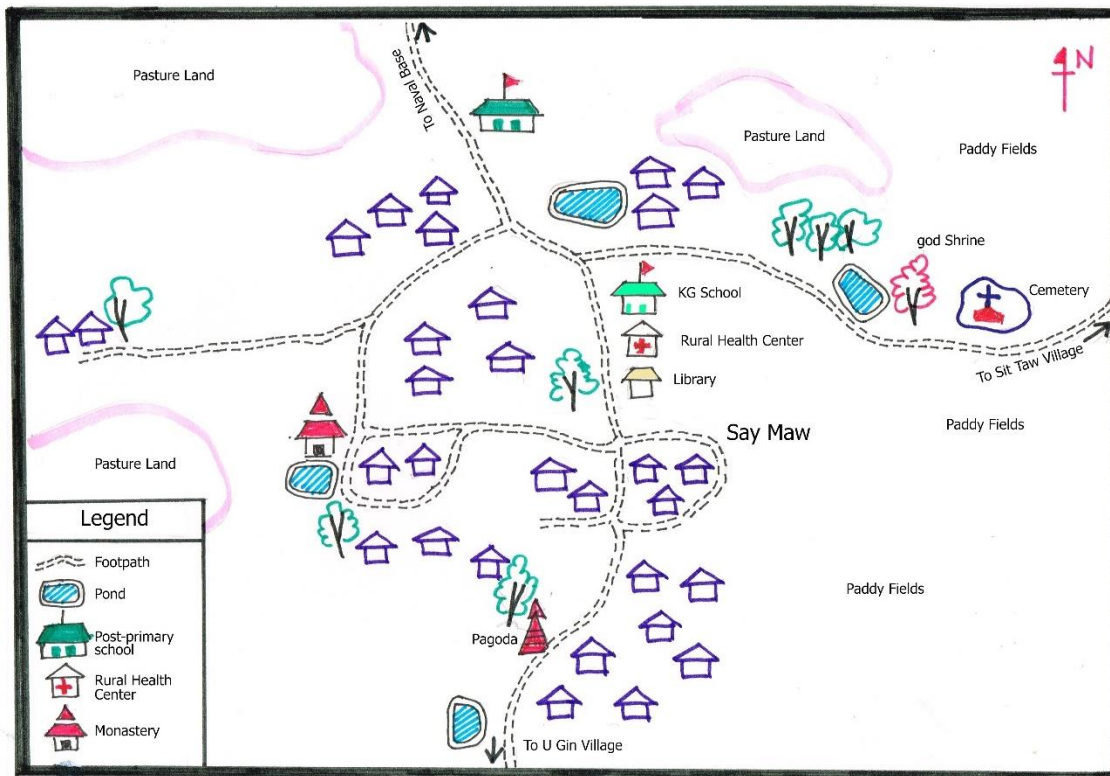 Pasture Land
To Naval Base
N
Pasture Land
Paddy Fields
god Shrine
KG School
Cemetery
Rural Health Center
To Sit Taw Village
Library
Say Maw
Paddy Fields
Pasture Land
Legend
Footpath
Pond
Post-primary
school
Rural Health
Center
Monastery
Paddy Fields
Pagoda
To U Gin Village